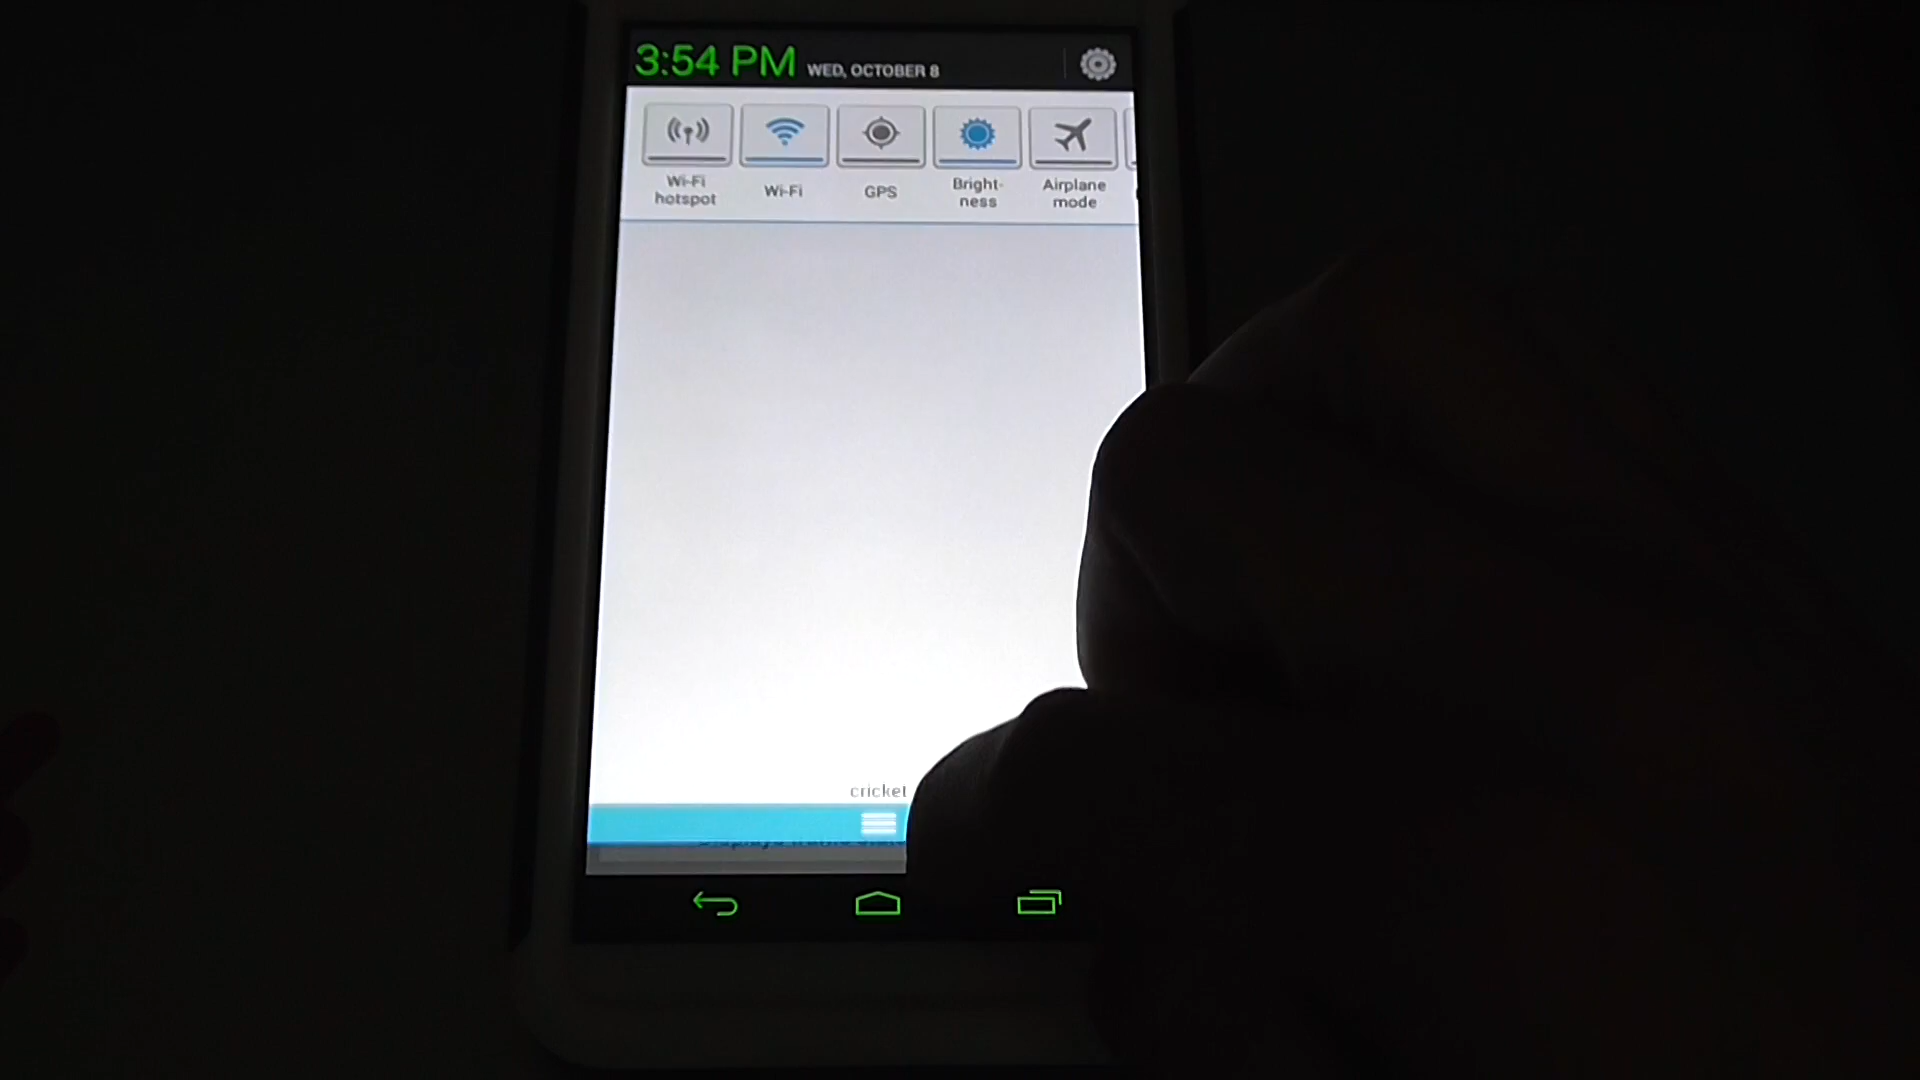 3:54 PM WED, OCTOBER 8
Wi-Fi hotspot
Wi-Fi
GPS
Bright-
ness
Airplane mode
cricket